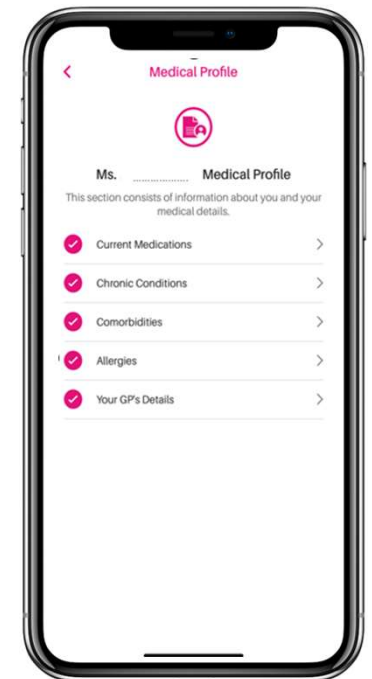 Medical Profile
Ms. .................. Medical Profile
This section consists of information about you and your
medical details.
Current Medications
Chronic Conditions
Comorbidities
Allergies
Your GP's Details